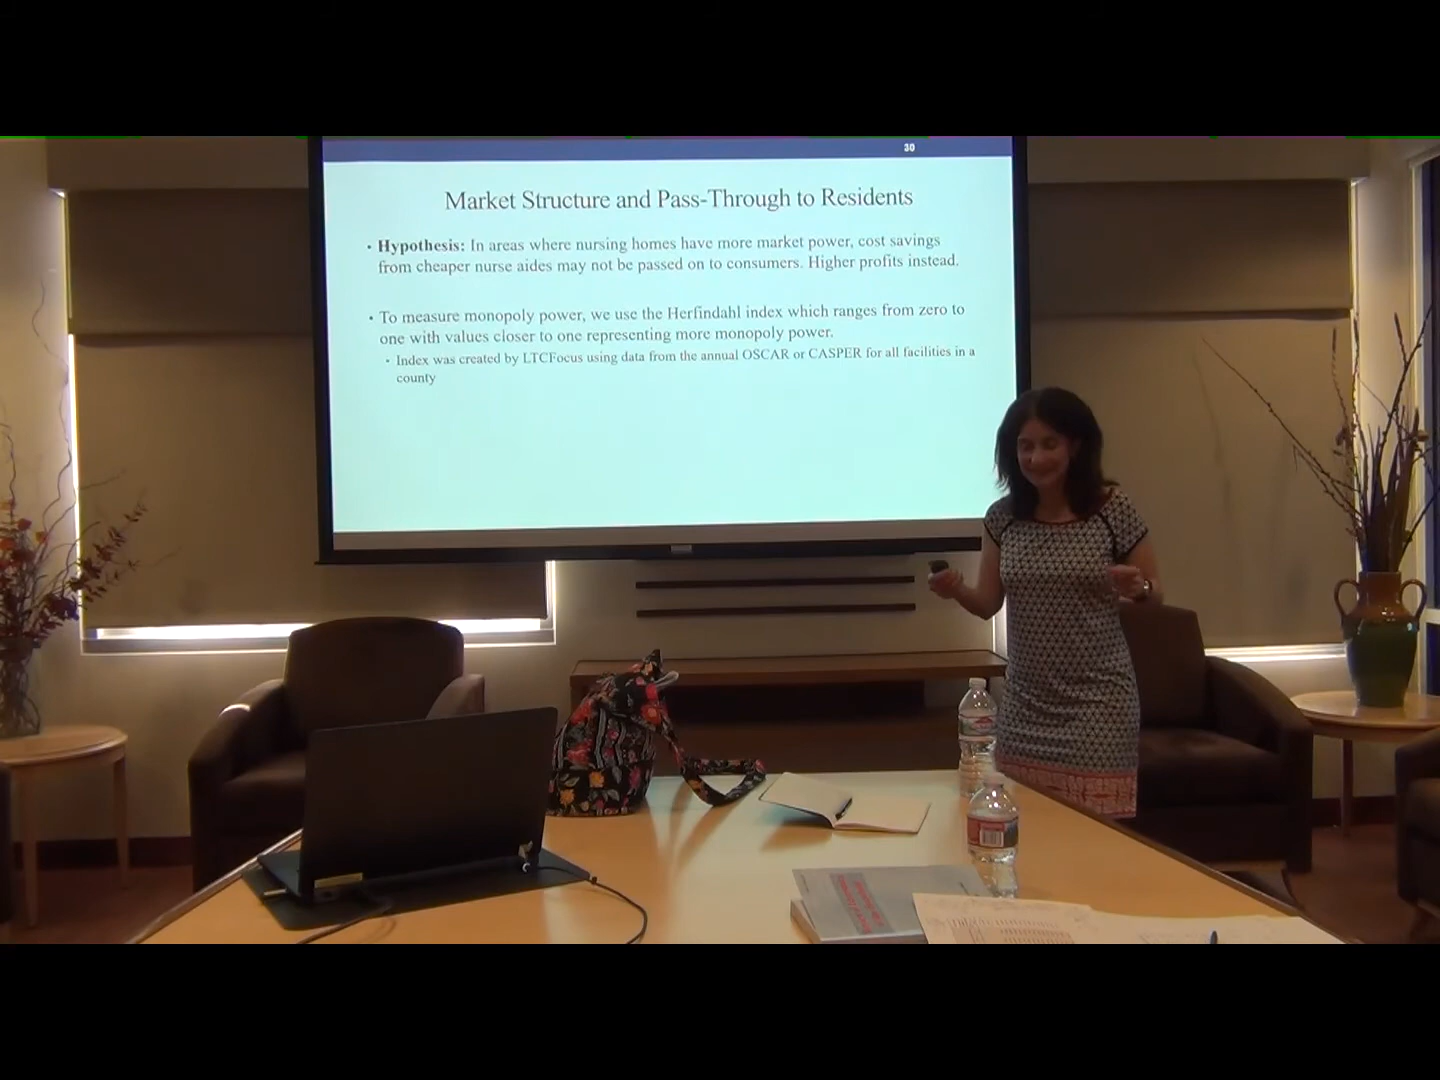 30
Market Structure and Pass-Through to Residents
• Hypothesis: In areas where nursing homes have more market power, cost savings
from cheaper nurse aides may not be passed on to consumers. Higher profits instead.
• To measure monopoly power, we use the Herfindahl index which ranges from zero to
one with values closer to one representing more monopoly power.
• Index was created by LTCFocus using data from the annual OSCAR or CASPER for all facilities in a
county